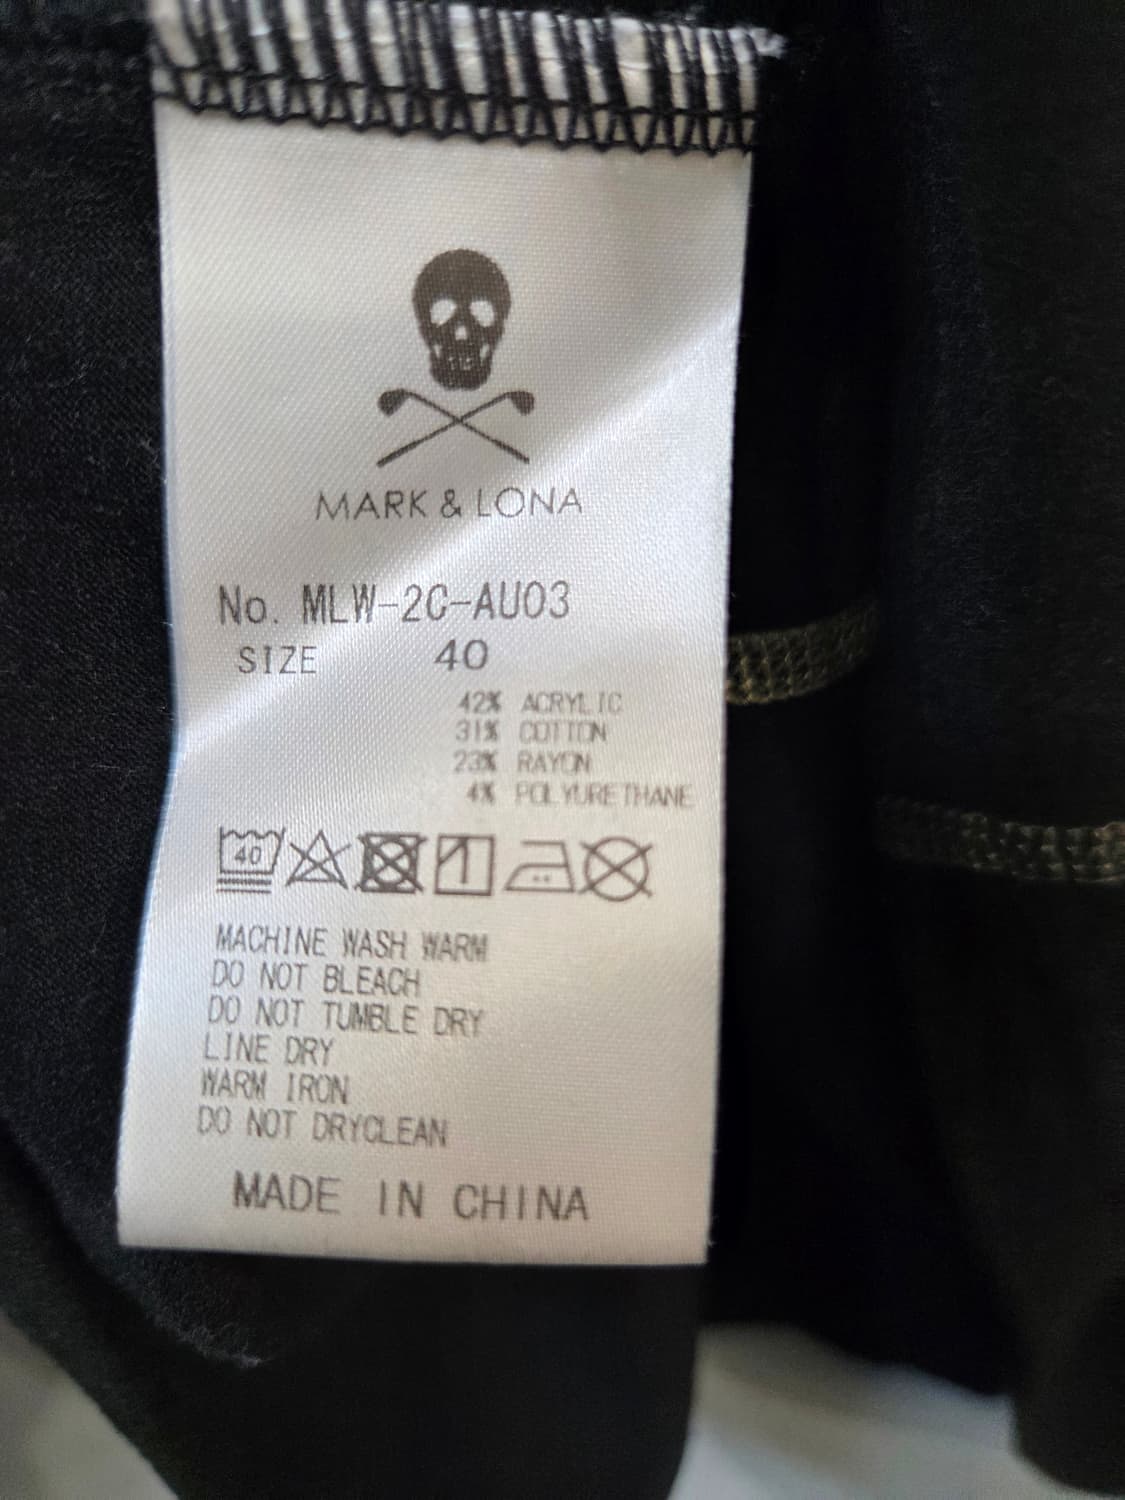 MARK & LONA
No. MLW-2C-AU03
SIZE 40
42% ACRYLIC
31% COTTON
23% RAYON
4% POLYURETHANE
40
MACHINE WASH WARM
DO NOT BLEACH
DO NOT TUMBLE DRY
LINE DRY
WARM IRON
DO NOT DRYCLEAN
MADE IN CHINA